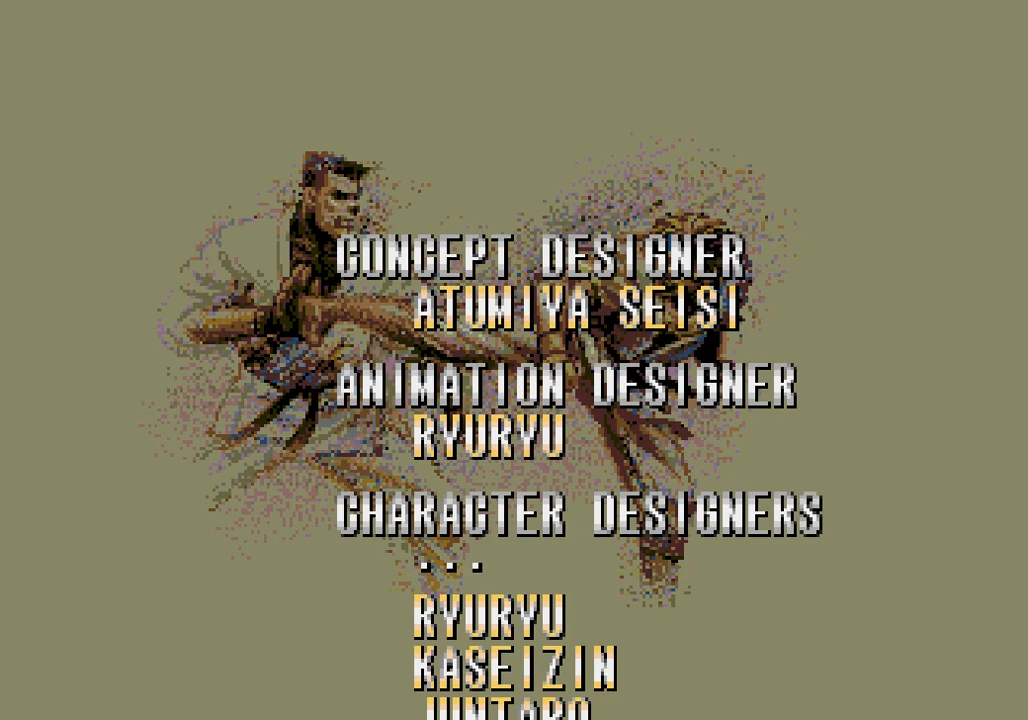 CONCEPT DESIGNER
ATUMIYA SEISI
ANIMATION DESIGNER
RYURYU
CHARACTER DESIGNERS
...
RYURYU
KASEIZIN